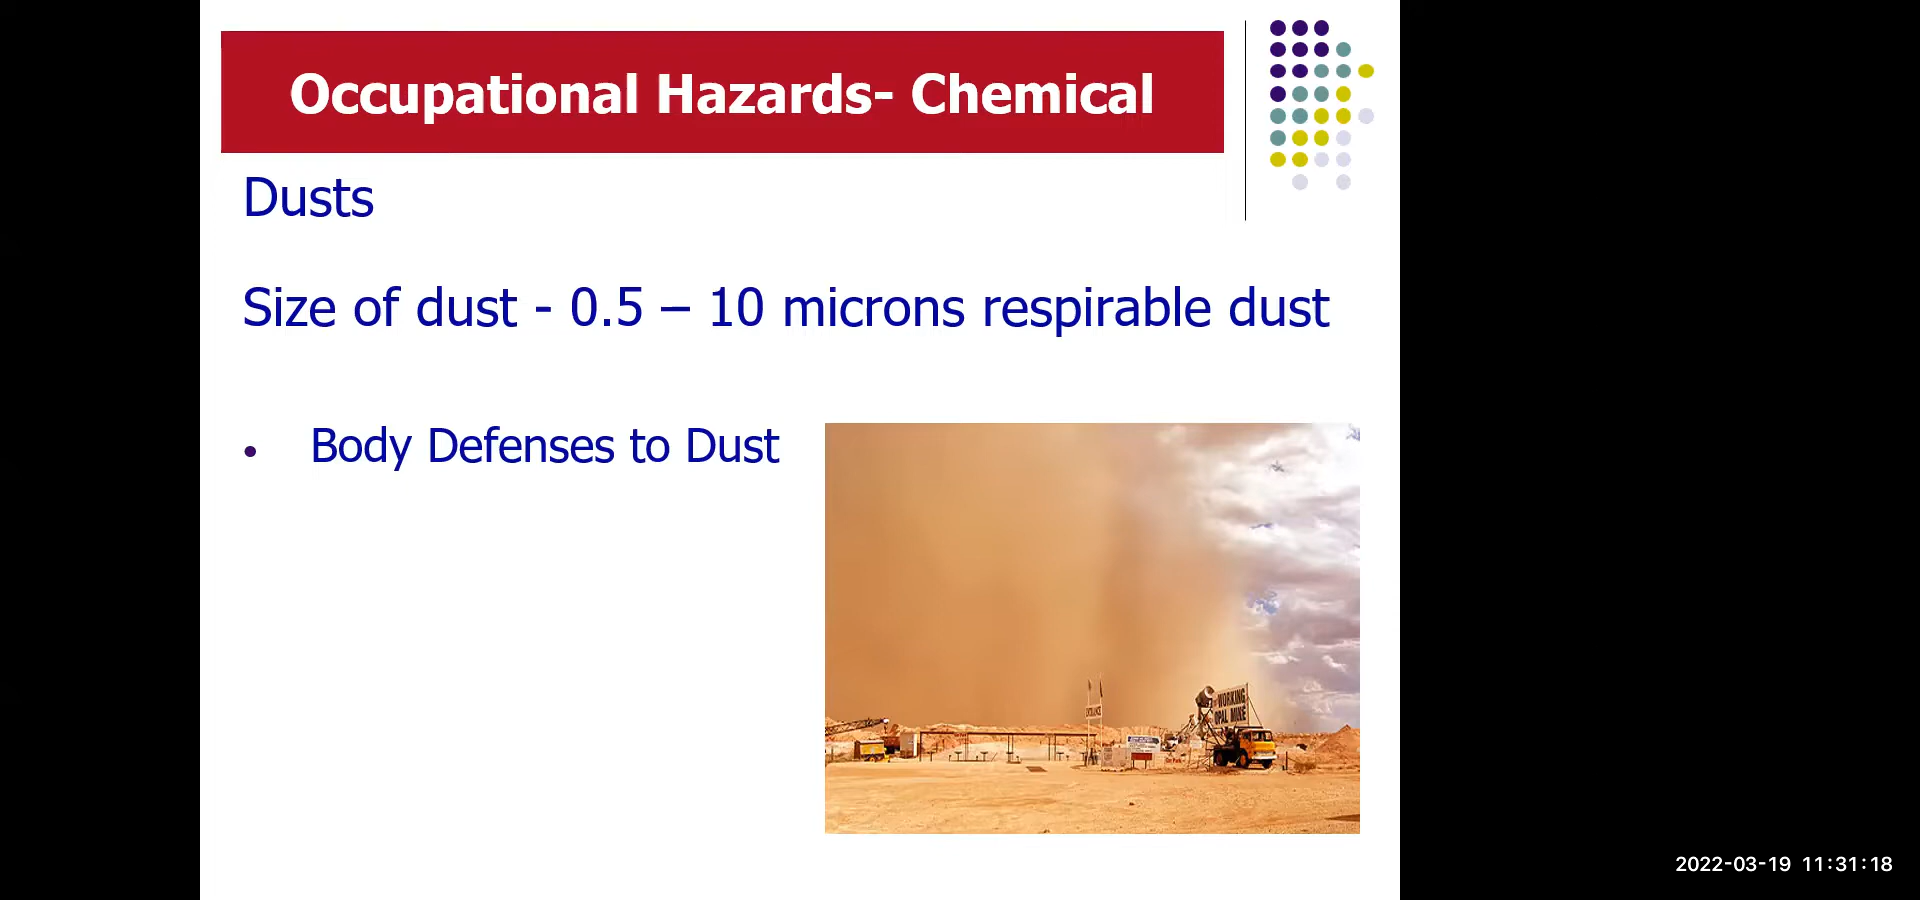 Occupational Hazards- Chemical
Dusts
Size of dust - 0.5 – 10 microns respirable dust
• Body Defenses to Dust
WORKING
OPAL MINE
2022-03-19 11:31:18